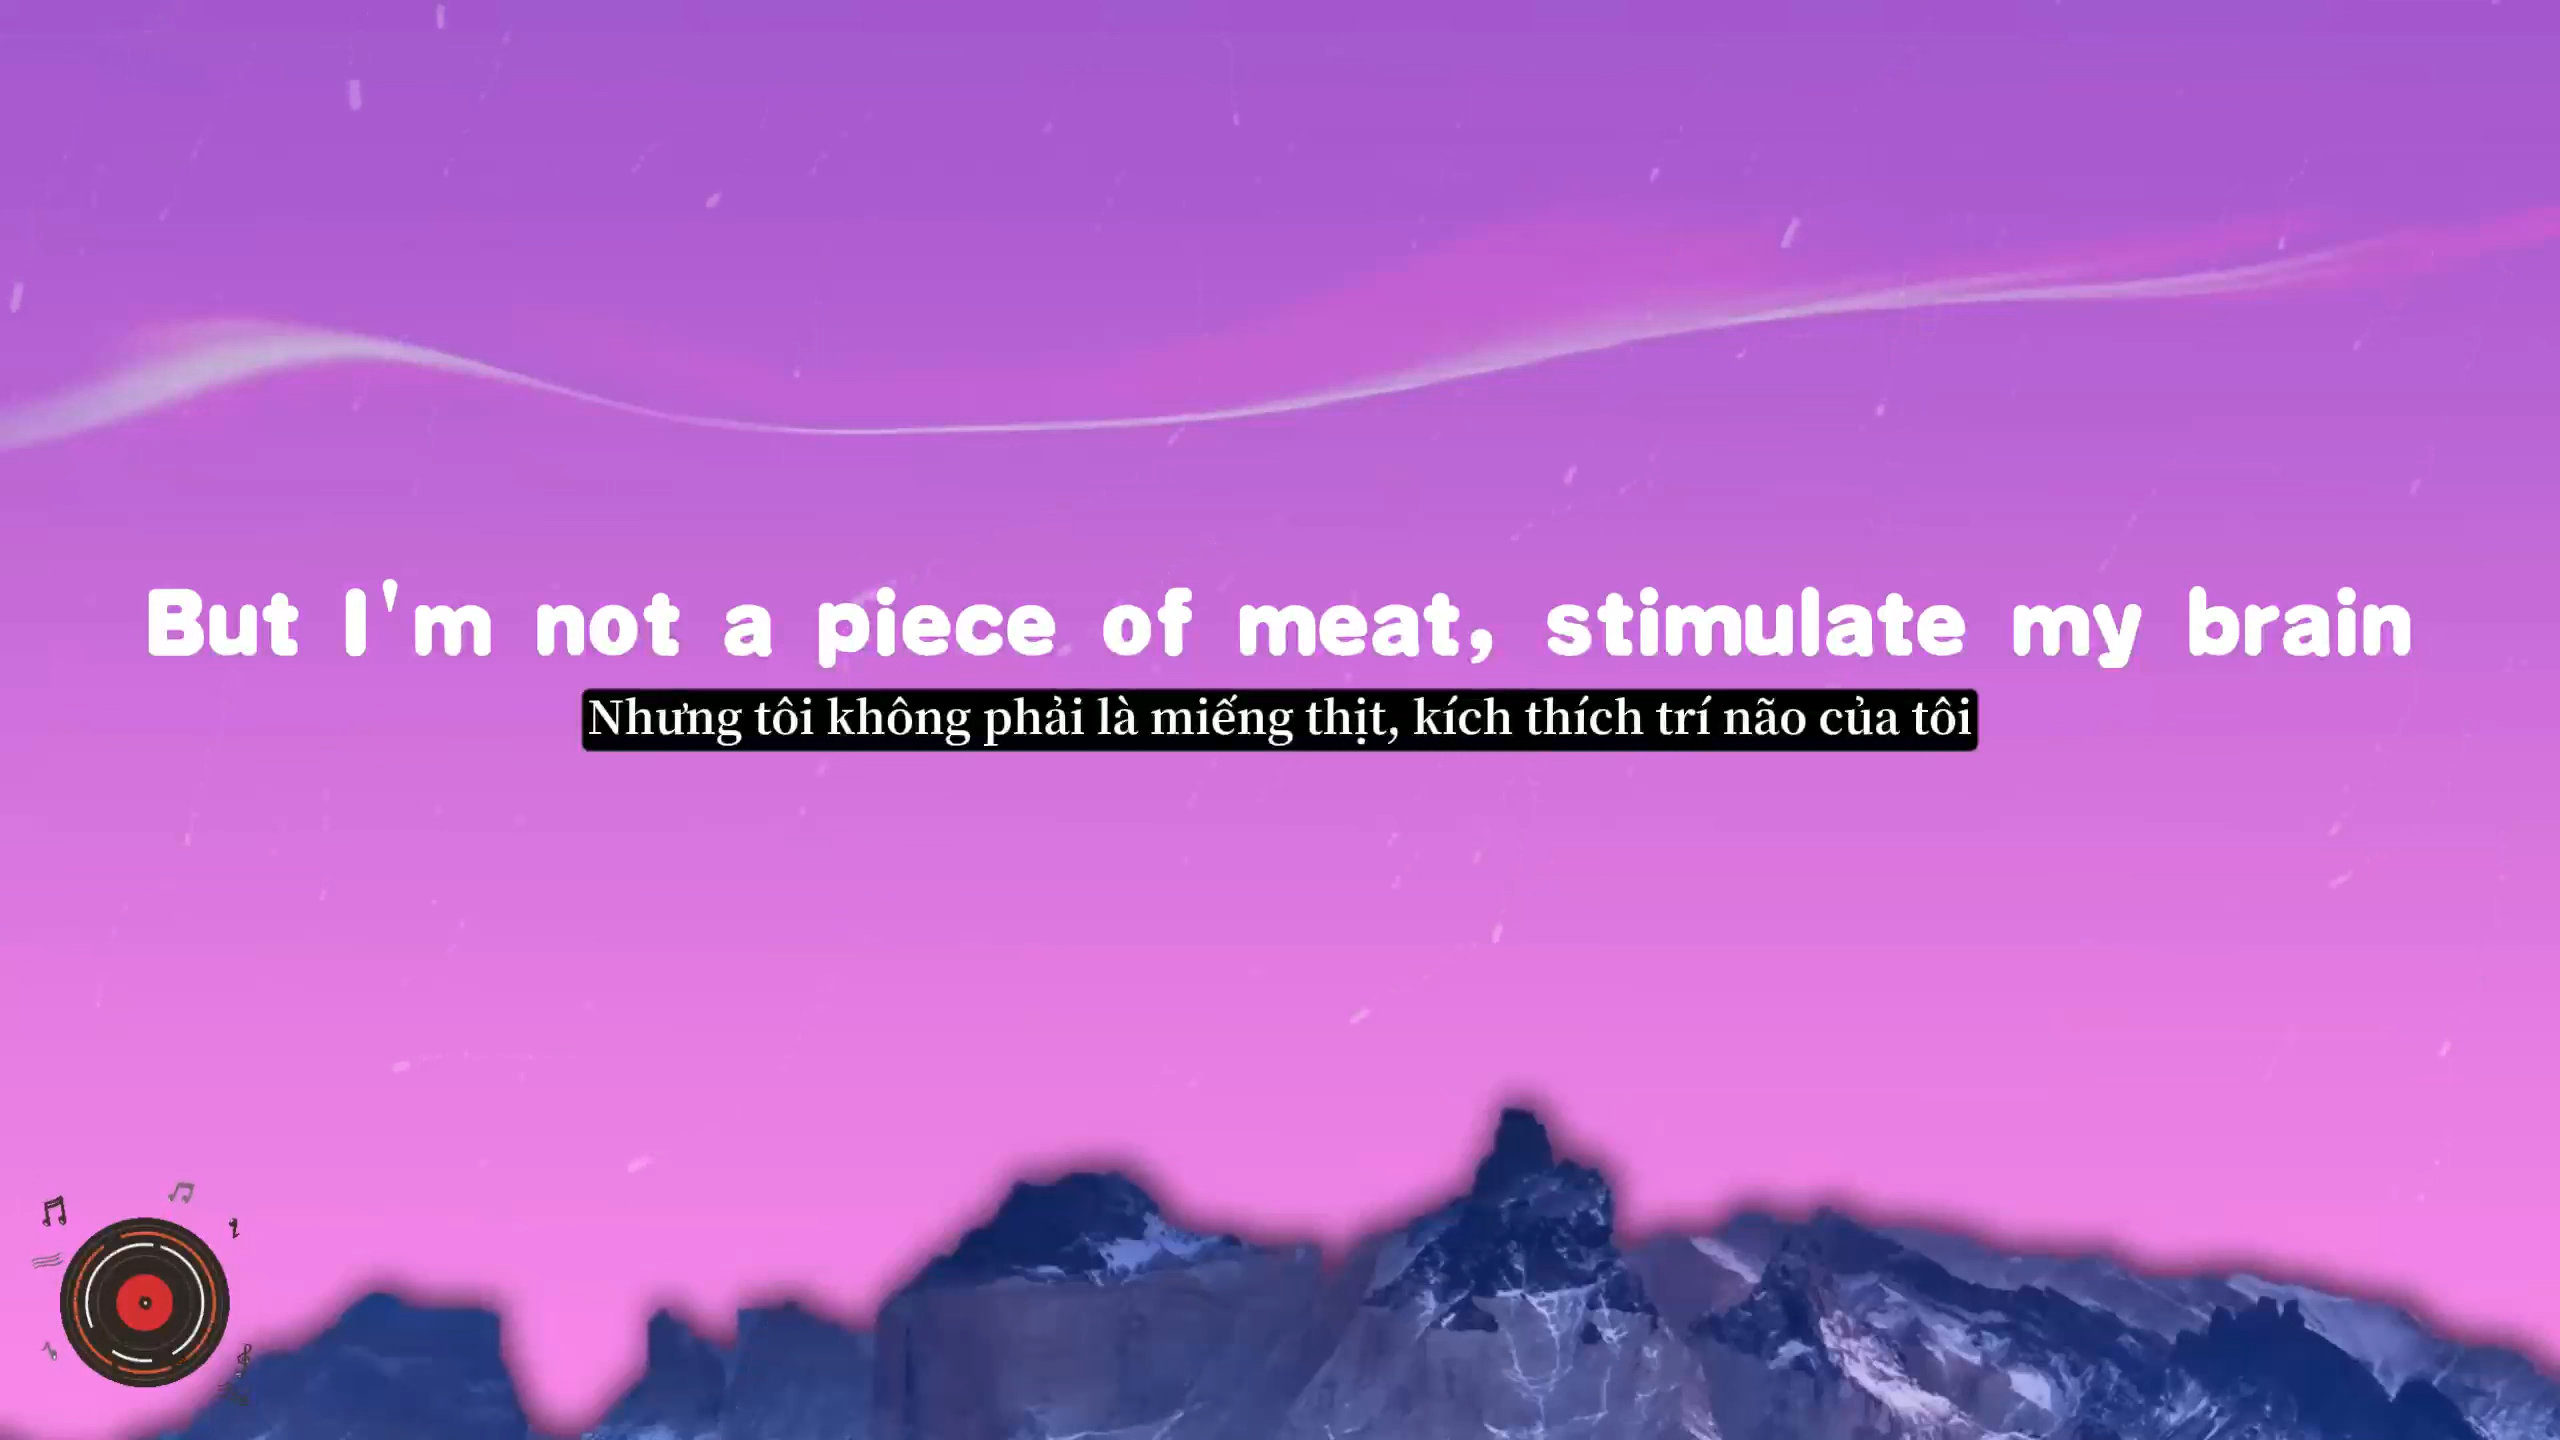 But I'm not a piece of meat, stimulate my brain
Nhưng tôi không phải là miếng thịt, kích thích trí não của tôi